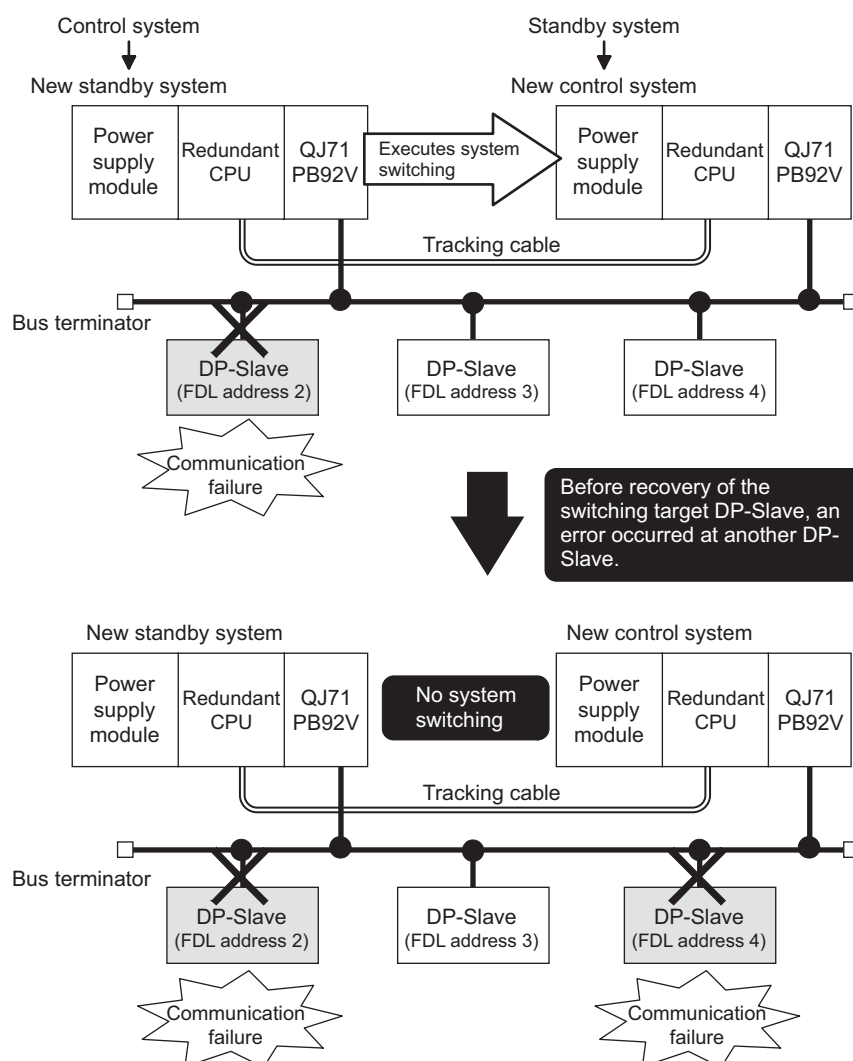 Control system
Standby system
New standby system
New control system
Power
supply
module
Redundant
CPU
QJ71
PB92V
Executes system
switching
Power
supply
module
Redundant
CPU
QJ71
PB92V
Tracking cable
Bus terminator
DP-Slave
(FDL address 2)
DP-Slave
(FDL address 3)
DP-Slave
(FDL address 4)
Communication
failure
Before recovery of the
switching target DP-Slave, an
error occurred at another DP-
Slave.
New standby system
New control system
Power
supply
module
Redundant
CPU
QJ71
PB92V
No system
switching
Power
supply
module
Redundant
CPU
QJ71
PB92V
Tracking cable
Bus terminator
DP-Slave
(FDL address 2)
DP-Slave
(FDL address 3)
DP-Slave
(FDL address 4)
Communication
failure
Communication
failure